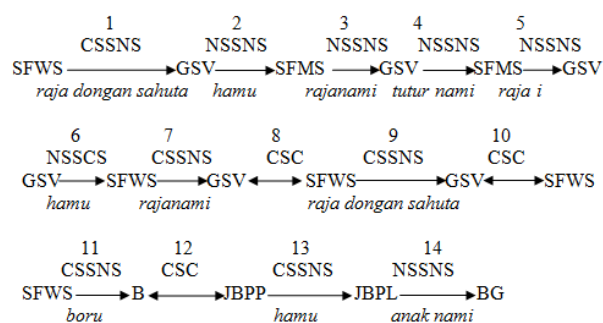 1 2 3 4 5
CSSNS NSSNS NSSNS NSSNS NSSNS
SFWS GSV SFMS GSV SFMS GSV
raja dongan sahuta hamu rajanami tutur nami raja i
6 7 8 9 10
NSSCS CSSNS CSC CSSNS CSC
GSV SFWS GSV SFWS GSV SFWS
hamu rajanami raja dongan sahuta
11 12 13 14
CSSNS CSC CSSNS NSSNS
SFWS B JBPP JBPL BG
boru hamu anak nami